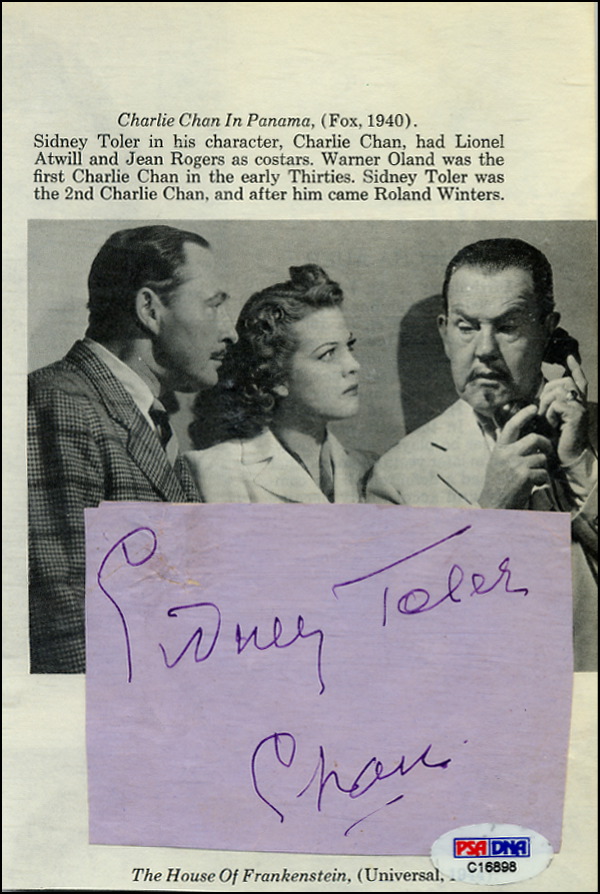 Charlie Chan In Panama, (Fox, 1940).
Sidney Toler in his character, Charlie Chan, had Lionel
Atwill and Jean Rogers as costars. Warner Oland was the
first Charlie Chan in the early Thirties. Sidney Toler was
the 2nd Charlie Chan, and after him came Roland Winters.
Sidney Toler
Chan
PSA DNA
C16898
The House Of Frankenstein, (Universal,